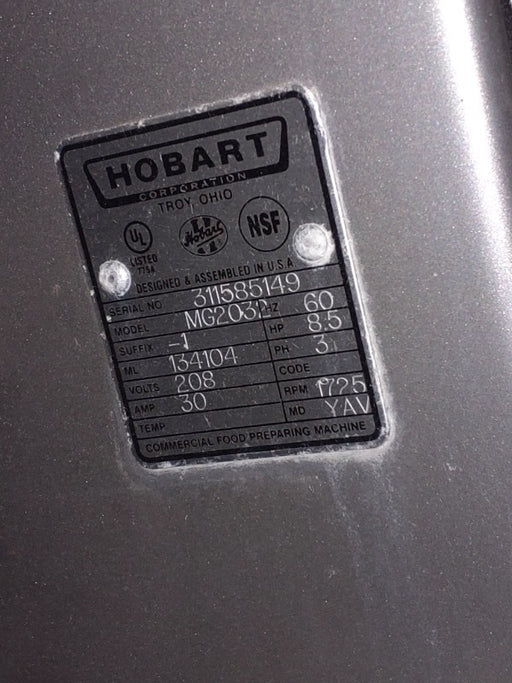 HOBART
CORPORATION
TROY, OHIO
UL Hobart NSF
LISTED
775A
DESIGNED & ASSEMBLED IN U.S.A
SERIAL NO 311585149
MODEL MG2032 HZ 60
SUFFIX -1 HP 8.5
ML 134104 PH 3
VOLTS 208 CODE
AMP 30 RPM 1725
TEMP MD YAV
COMMERCIAL FOOD PREPARING MACHINE